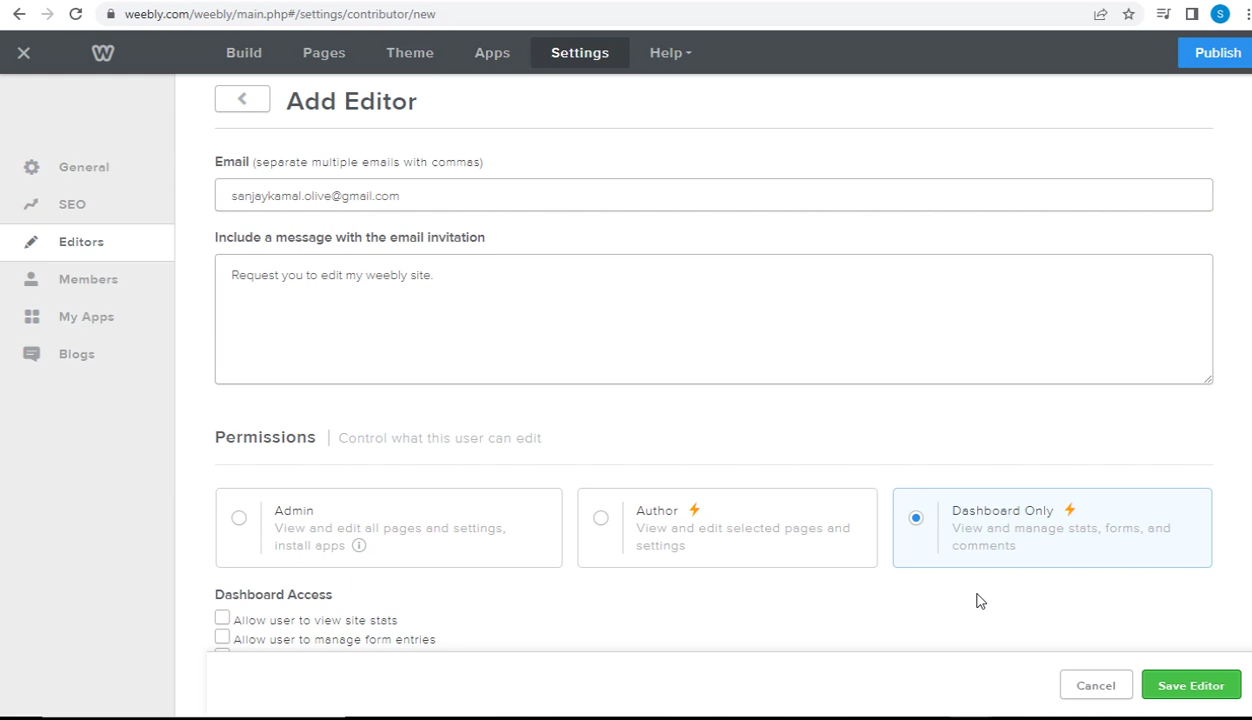 weebly.com/weebly/main.php#/settings/contributor/new
S
W
Build Pages Theme Apps Settings Help
Publish
Add Editor
General
SEO
Editors
Members
My Apps
Blogs
Email (separate multiple emails with commas)
sanjaykamal.olive@gmail.com
Include a message with the email invitation
Request you to edit my weebly site.
Permissions | Control what this user can edit
Admin
View and edit all pages and settings,
install apps
Author
View and edit selected pages and
settings
Dashboard Only
View and manage stats, forms, and
comments
Dashboard Access
Allow user to view site stats
Allow user to manage form entries
Cancel Save Editor